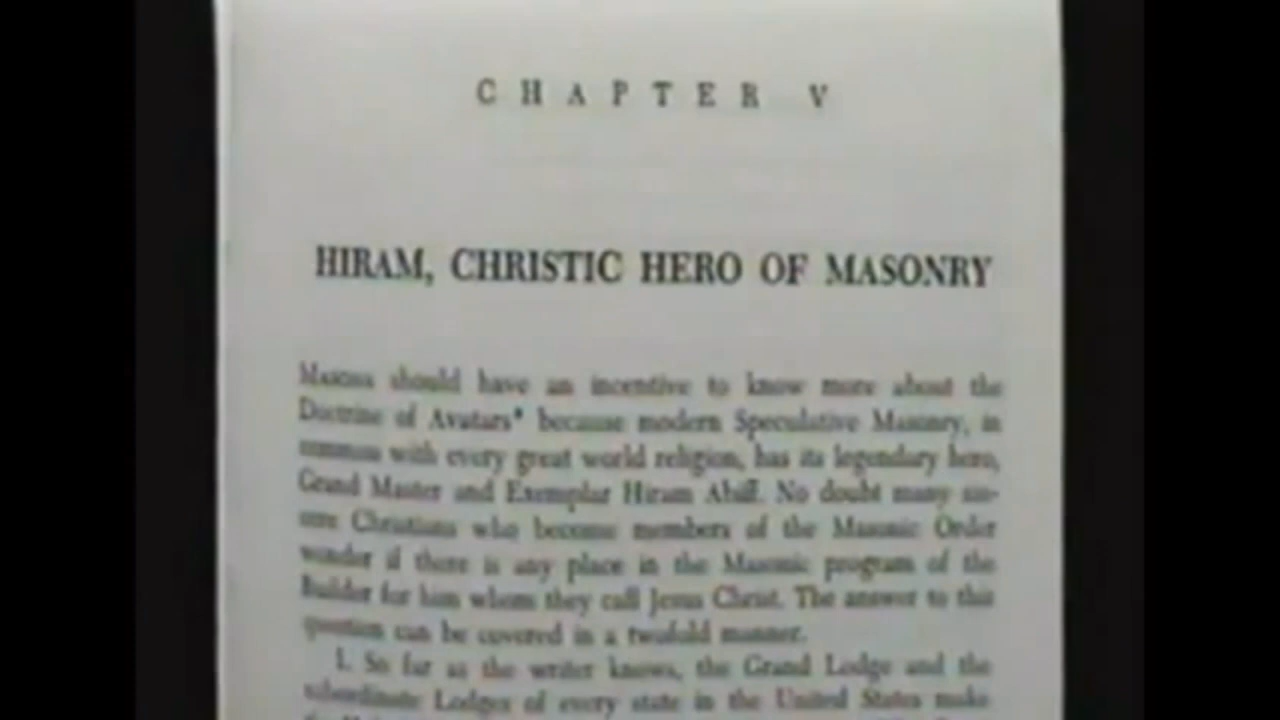 CHAPTER V
HIRAM, CHRISTIC HERO OF MASONRY
Masons should have an incentive to know more about the
Doctrine of Avatars* because modern Speculative Masonry, in
common with every great world religion, has its legendary hero,
Grand Master and Exemplar Hiram Abiff. No doubt many sin-
cere Christians who become members of the Masonic Order
wonder if there is any place in the Masonic program of the
Builder for him whom they call Jesus Christ. The answer to this
question can be covered in a twofold manner.
1. So far as the writer knows, the Grand Lodge and the
subordinate Lodges of every state in the United States make